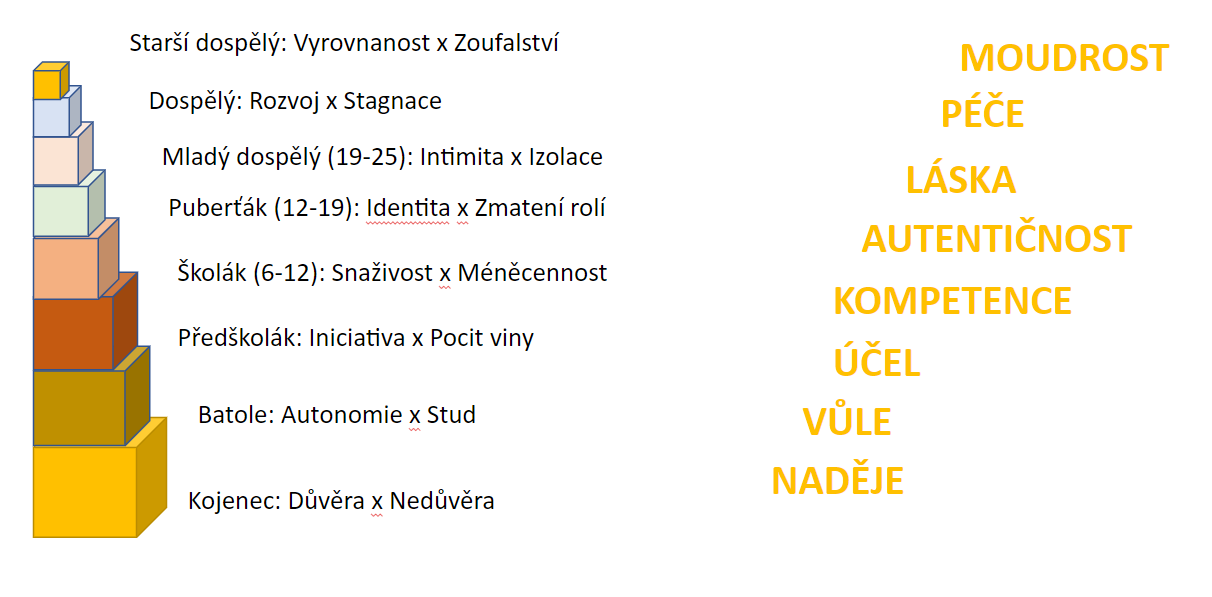 Starší dospělý: Vyrovnanost x Zoufalství
MOUDROST
Dospělý: Rozvoj x Stagnace
PÉČE
Mladý dospělý (19-25): Intimita x Izolace
LÁSKA
Puberťák (12-19): Identita x Zmatení rolí
AUTENTIČNOST
Školák (6-12): Snaživost x Méněcennost
KOMPETENCE
Předškolák: Iniciativa x Pocit viny
ÚČEL
Batole: Autonomie x Stud
VŮLE
Kojenec: Důvěra x Nedůvěra
NADĚJE